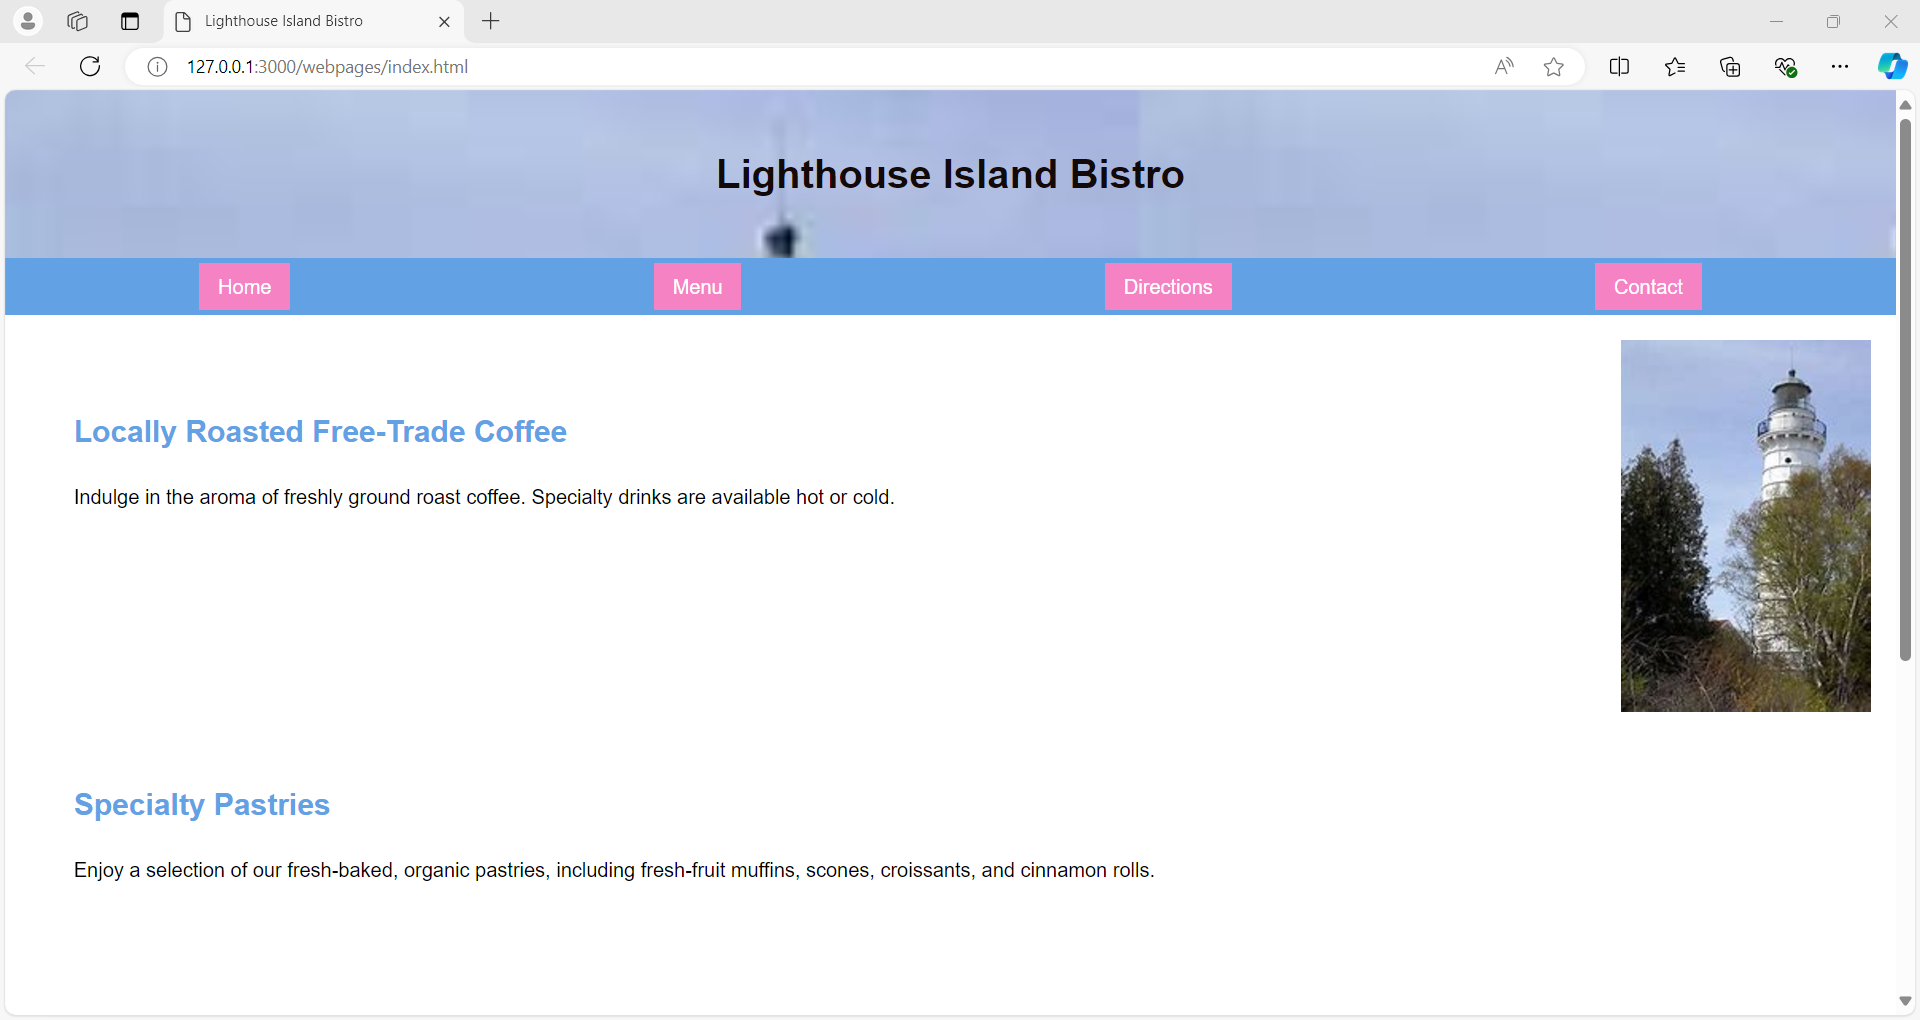 Lighthouse Island Bistro
127.0.0.1:3000/webpages/index.html
Lighthouse Island Bistro
Home Menu Directions Contact
Locally Roasted Free-Trade Coffee
Indulge in the aroma of freshly ground roast coffee. Specialty drinks are available hot or cold.
Specialty Pastries
Enjoy a selection of our fresh-baked, organic pastries, including fresh-fruit muffins, scones, croissants, and cinnamon rolls.